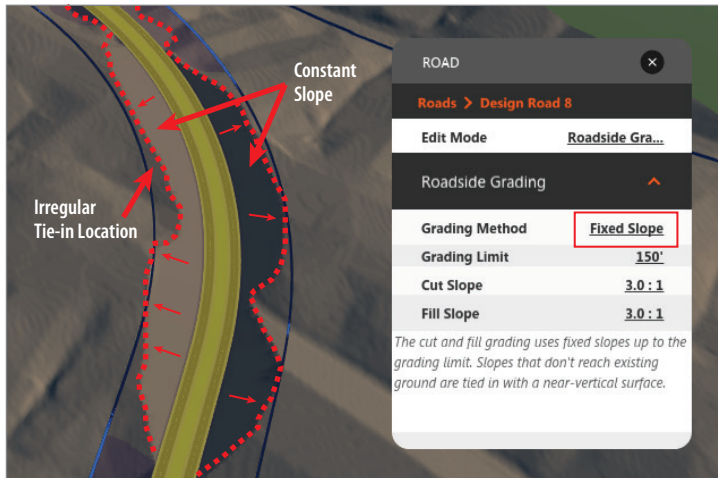 Constant
Slope
Irregular
Tie-in Location
ROAD
Roads > Design Road 8
Edit Mode Roadside Gra...
Roadside Grading
Grading Method Fixed Slope
Grading Limit 150'
Cut Slope 3.0 : 1
Fill Slope 3.0 : 1
The cut and fill grading uses fixed slopes up to the
grading limit. Slopes that don't reach existing
ground are tied in with a near-vertical surface.